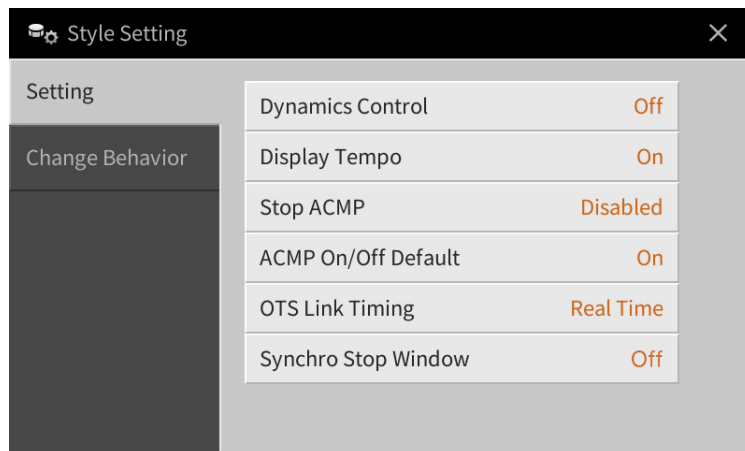 Style Setting
Setting
Change Behavior
Dynamics Control Off
Display Tempo On
Stop ACMP Disabled
ACMP On/Off Default On
OTS Link Timing Real Time
Synchro Stop Window Off